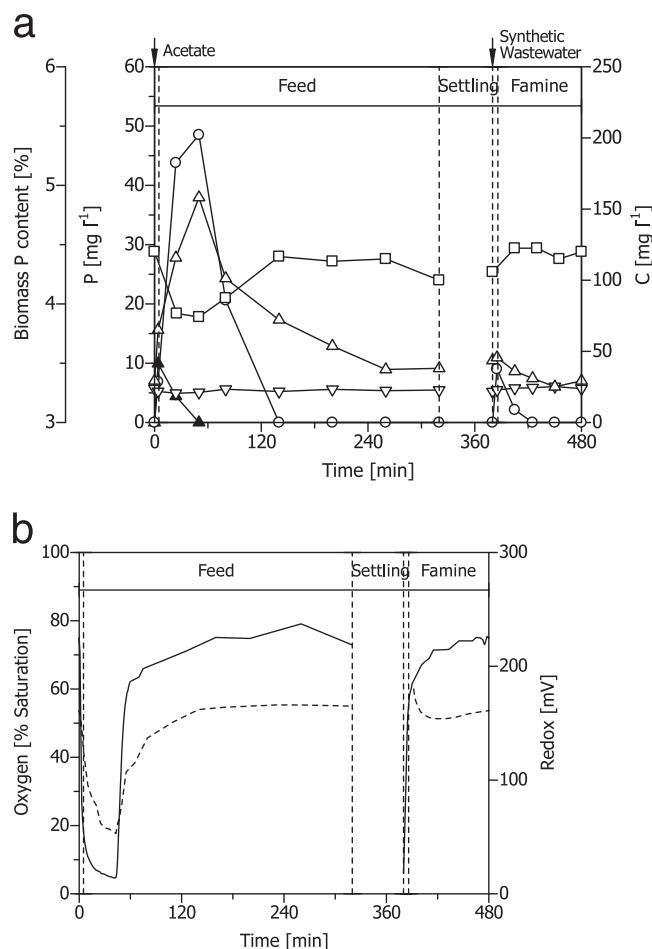 a
Acetate
Synthetic
Wastewater
6
60
250
Feed
Settling
Famine
50
200
5
40
150
Biomass P content [%]
P [mg l⁻¹]
30
C [mg l⁻¹]
100
4
20
10
50
3
0
0
0
120
240
360
480
Time [min]
b
100
300
Feed
Settling
Famine
80
200
60
Oxygen [% Saturation]
Redox [mV]
40
100
20
0
0
0
120
240
360
480
Time [min]